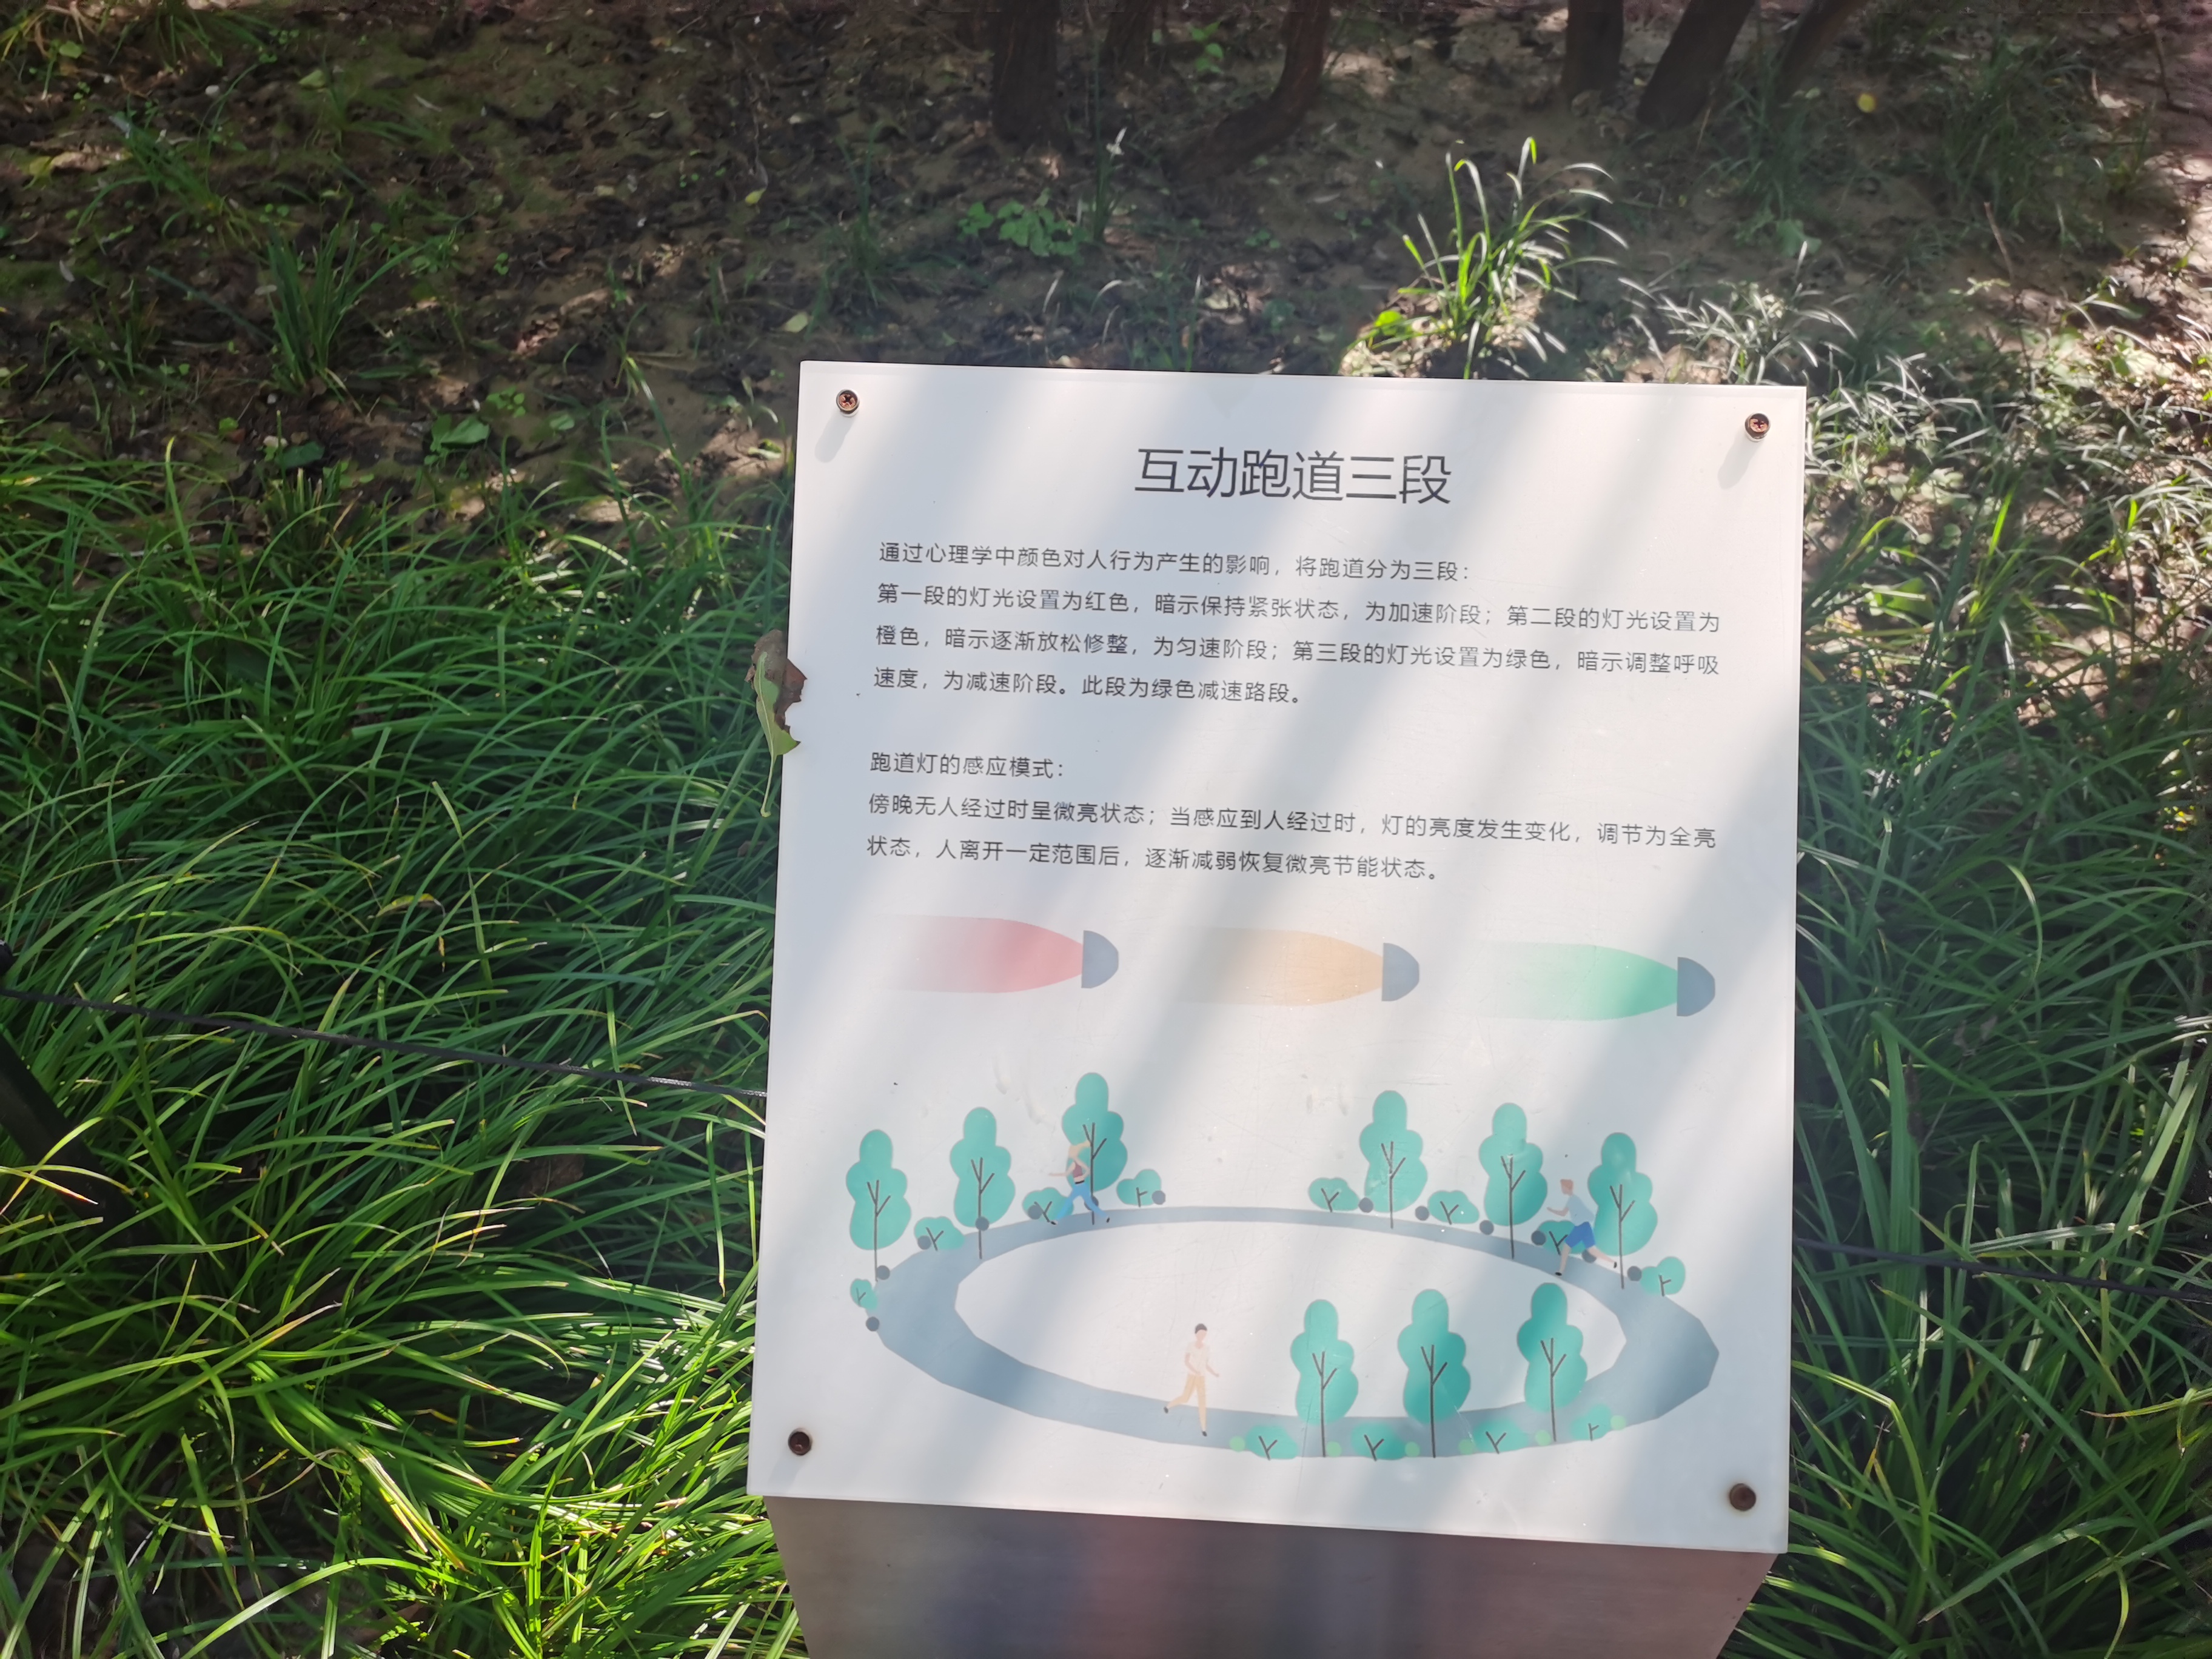 互动跑道三段
通过心理学中颜色对人行为产生的影响，将跑道分为三段：
第一段的灯光设置为红色，暗示保持紧张状态，为加速阶段；第二段的灯光设置为
橙色，暗示逐渐放松修整，为匀速阶段；第三段的灯光设置为绿色，暗示调整呼吸
速度，为减速阶段。此段为绿色减速路段。
跑道灯的感应模式：
傍晚无人经过时呈微亮状态；当感应到人经过时，灯的亮度发生变化，调节为全亮
状态，人离开一定范围后，逐渐减弱恢复微亮节能状态。